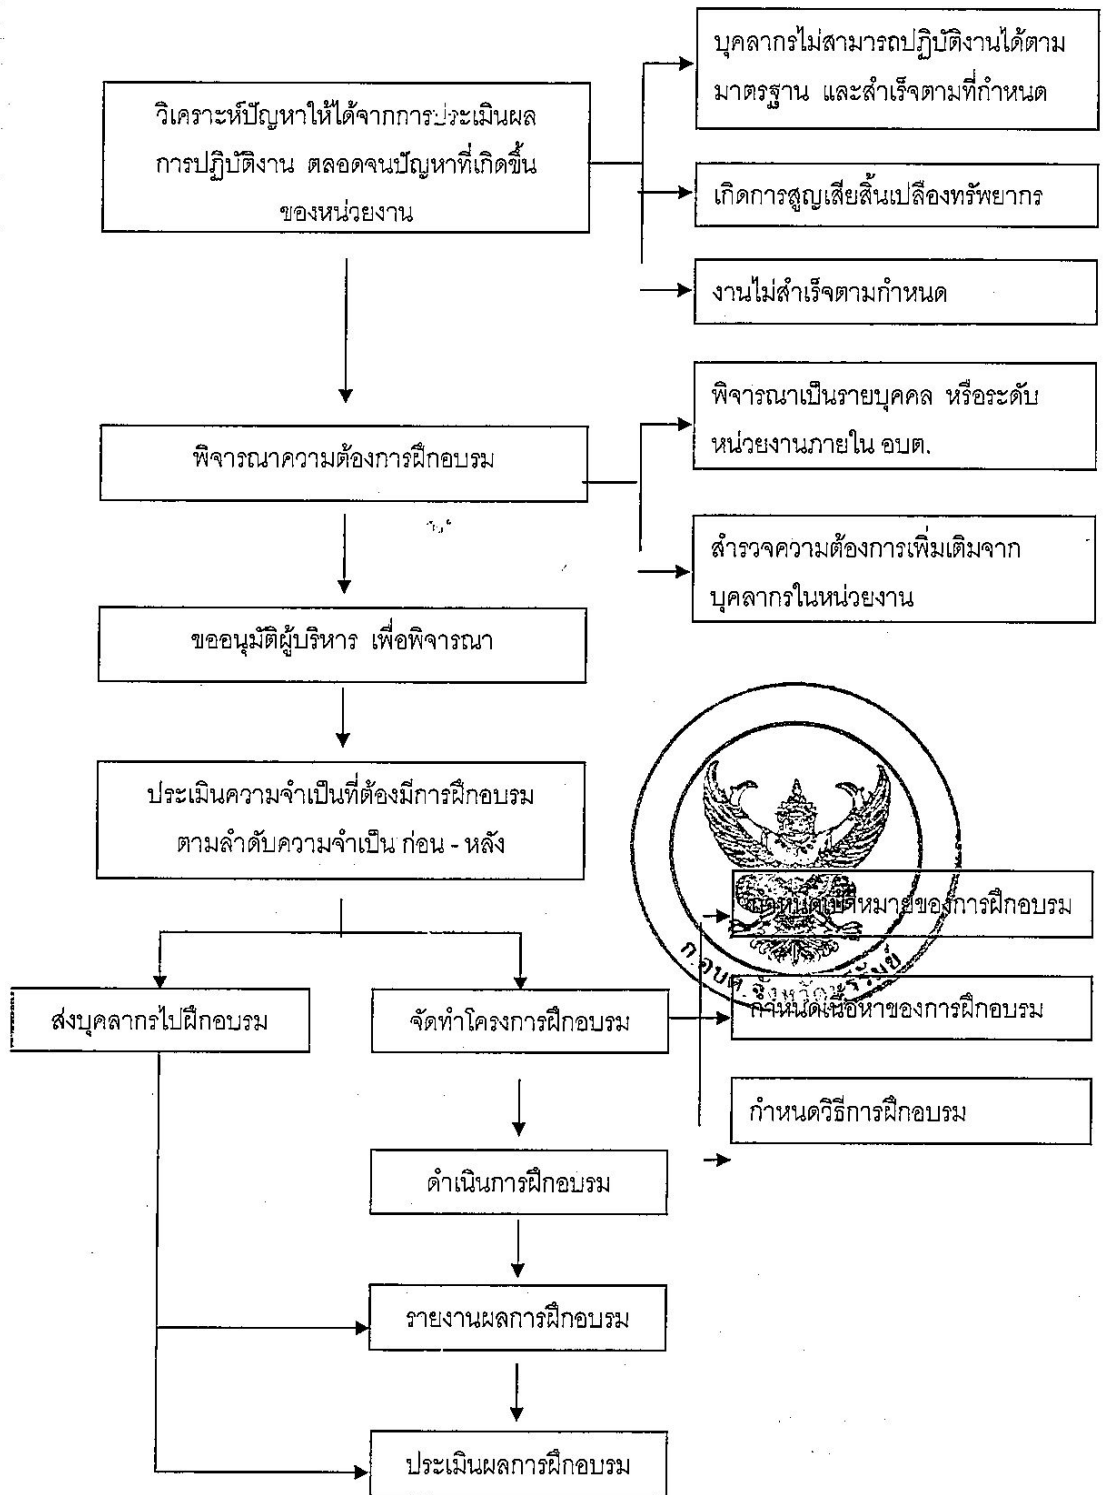 วิเคราะห์ปัญหาให้ได้จากการประเมินผล
การปฏิบัติงาน ตลอดจนปัญหาที่เกิดขึ้น
ของหน่วยงาน
บุคลากรไม่สามารถปฏิบัติงานได้ตาม
มาตรฐาน และสำเร็จตามที่กำหนด
เกิดการสูญเสียสิ้นเปลืองทรัพยากร
งานไม่สำเร็จตามกำหนด
พิจารณาความต้องการฝึกอบรม
พิจารณาเป็นรายบุคคล หรือระดับ
หน่วยงานภายใน อบต.
สำรวจความต้องการเพิ่มเติมจาก
บุคลากรในหน่วยงาน
ขออนุมัติผู้บริหาร เพื่อพิจารณา
ประเมินความจำเป็นที่ต้องมีการฝึกอบรม
ตามลำดับความจำเป็น ก่อน - หลัง
ส่งบุคลากรไปฝึกอบรม
จัดทำโครงการฝึกอบรม
ของการฝึกอบรม
ก.อบต.จังหวัด
กำหนดเนื้อหาของการฝึกอบรม
กำหนดวิธีการฝึกอบรม
ดำเนินการฝึกอบรม
รายงานผลการฝึกอบรม
ประเมินผลการฝึกอบรม